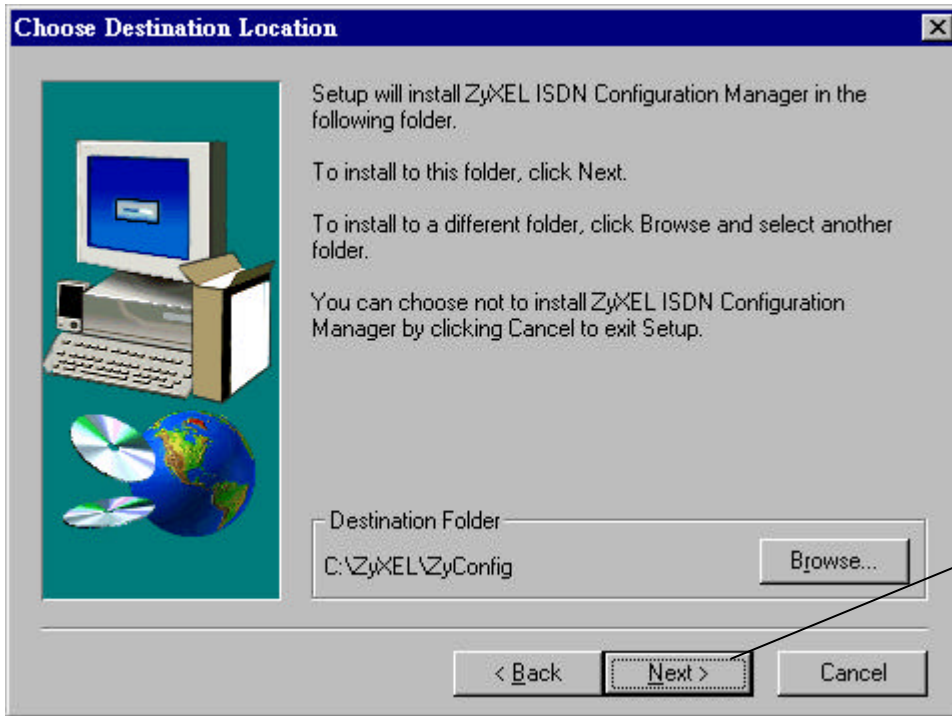 Choose Destination Location
Setup will install ZyXEL ISDN Configuration Manager in the
following folder.
To install to this folder, click Next.
To install to a different folder, click Browse and select another
folder.
You can choose not to install ZyXEL ISDN Configuration
Manager by clicking Cancel to exit Setup.
Destination Folder
C:\ZyXEL\ZyConfig
Browse...
< Back
Next >
Cancel